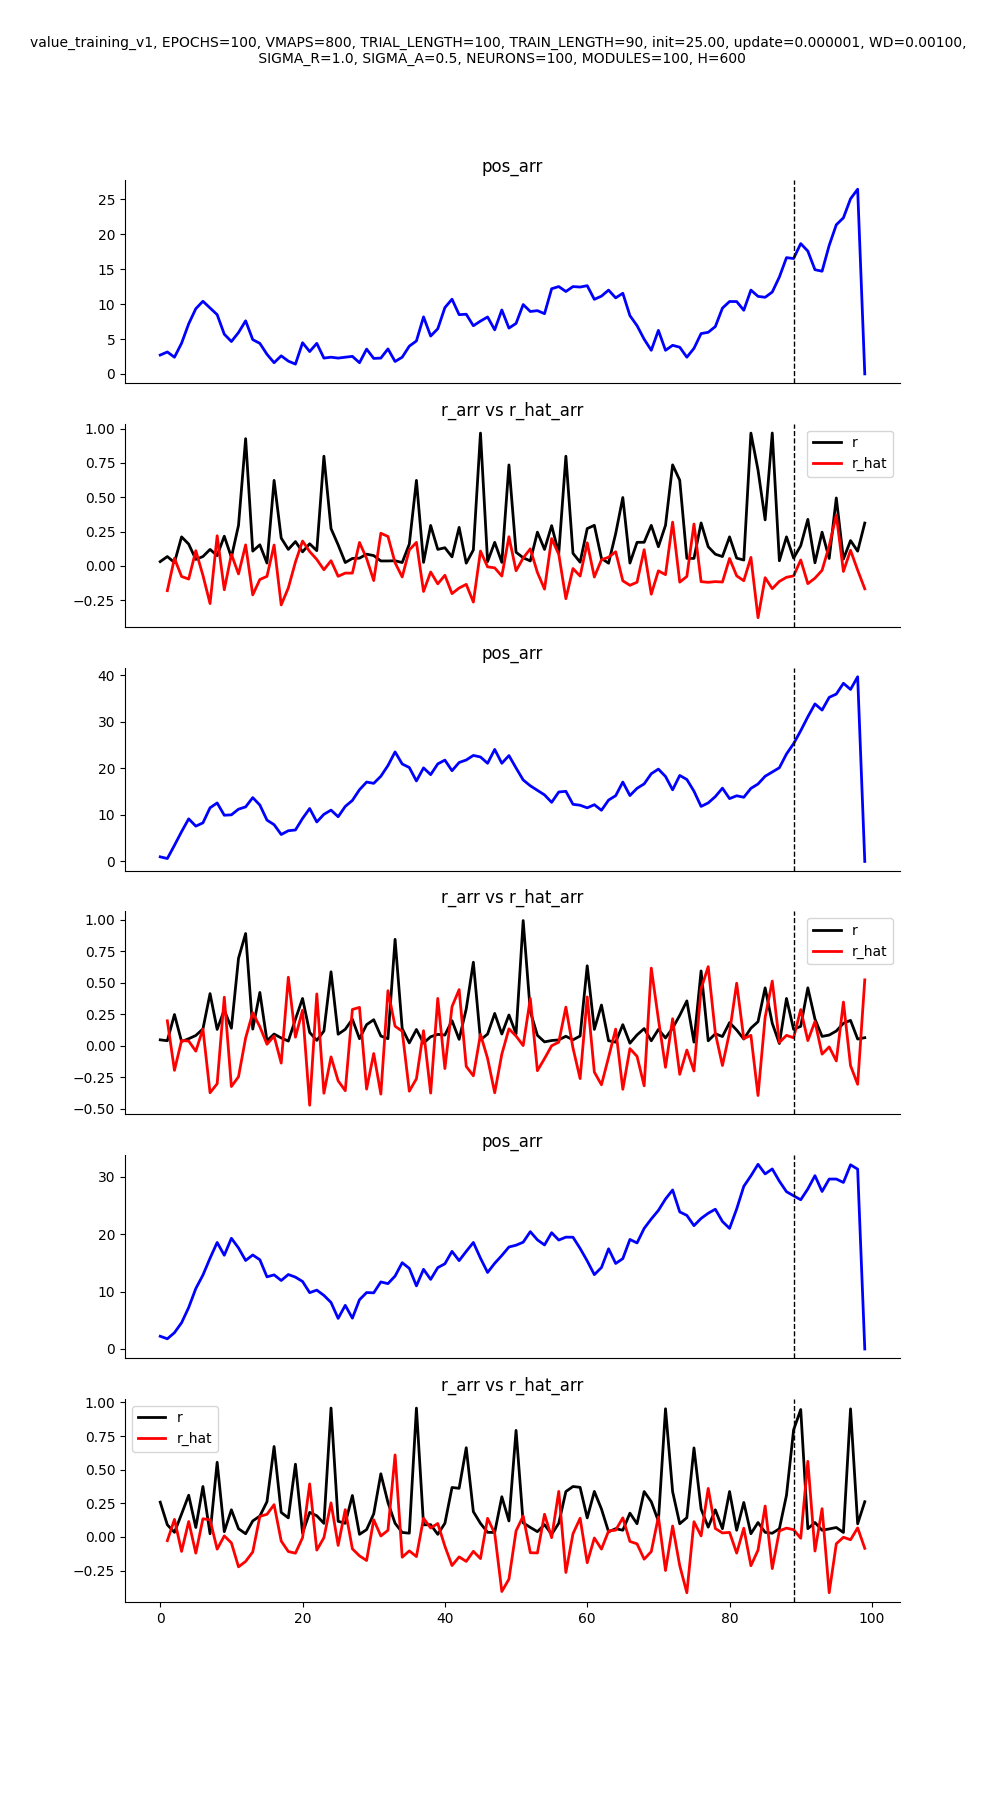 value_training_v1, EPOCHS=100, VMAPS=800, TRIAL_LENGTH=100, TRAIN_LENGTH=90, init=25.00, update=0.000001, WD=0.00100,
SIGMA_R=1.0, SIGMA_A=0.5, NEURONS=100, MODULES=100, H=600
pos_arr
25
20
15
10
5
0
r_arr vs r_hat_arr
1.00
0.75
0.50
0.25
0.00
−0.25
r
r_hat
pos_arr
40
30
20
10
0
r_arr vs r_hat_arr
1.00
0.75
0.50
0.25
0.00
−0.25
−0.50
r
r_hat
pos_arr
30
20
10
0
r_arr vs r_hat_arr
1.00
0.75
0.50
0.25
0.00
−0.25
r
r_hat
0 20 40 60 80 100